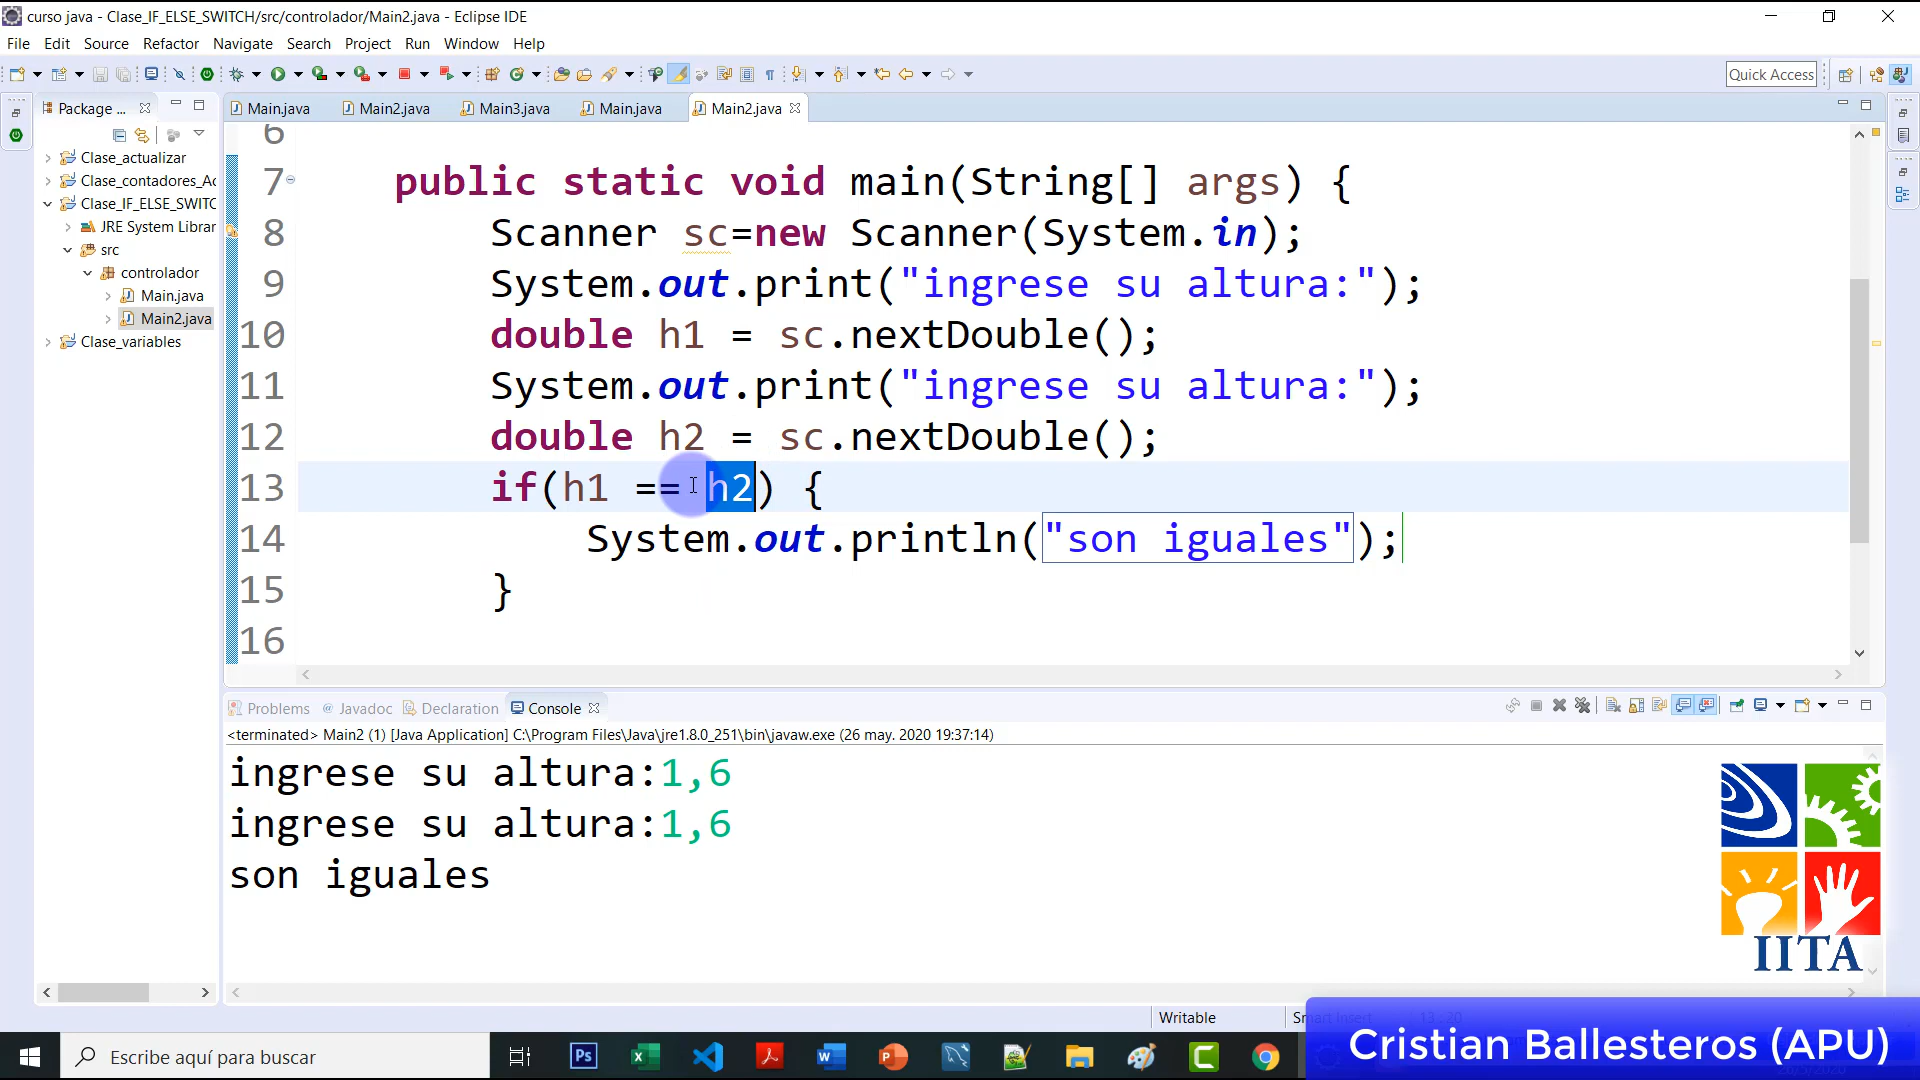 curso java - Clase_IF_ELSE_SWITCH/src/controlador/Main2.java - Eclipse IDE
File Edit Source Refactor Navigate Search Project Run Window Help
Quick Access
Package ...
Main.java Main2.java Main3.java Main.java Main2.java
Clase_actualizar
Clase_contadores_Ac
Clase_IF_ELSE_SWITC
JRE System Librar
src
controlador
Main.java
Main2.java
Clase_variables
6
7 public static void main(String[] args) {
8 Scanner sc=new Scanner(System.in);
9 System.out.print("ingrese su altura:");
10 double h1 = sc.nextDouble();
11 System.out.print("ingrese su altura:");
12 double h2 = sc.nextDouble();
13 if(h1 == h2) {
14 System.out.println("son iguales");
15 }
16
Problems @ Javadoc Declaration Console
<terminated> Main2 (1) [Java Application] C:\Program Files\Java\jre1.8.0_251\bin\javaw.exe (26 may. 2020 19:37:14)
ingrese su altura:1,6
ingrese su altura:1,6
son iguales
IITA
Writable
Cristian Ballesteros (APU)
Escribe aquí para buscar